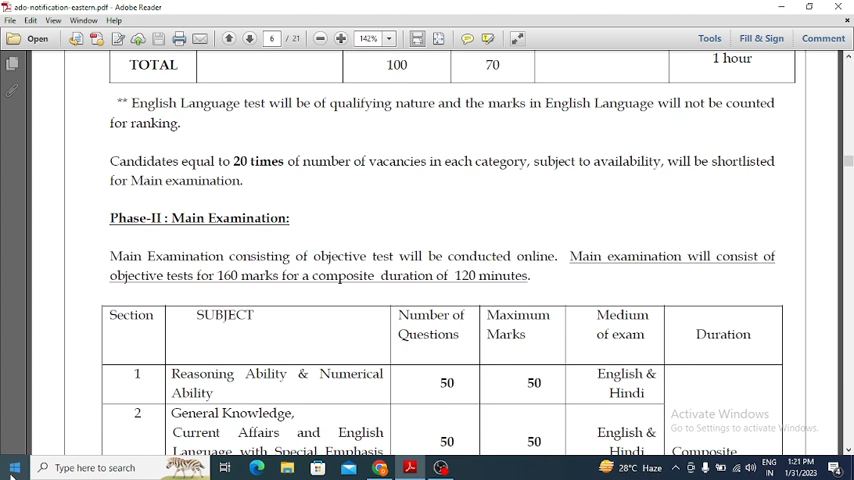 ado-notification-eastern.pdf - Adobe Reader
File Edit View Window Help
Open 6 / 21 142% Tools Fill & Sign Comment
TOTAL 100 70 1 hour
** English Language test will be of qualifying nature and the marks in English Language will not be counted
for ranking.
Candidates equal to 20 times of number of vacancies in each category, subject to availability, will be shortlisted
for Main examination.
Phase-II : Main Examination:
Main Examination consisting of objective test will be conducted online. Main examination will consist of
objective tests for 160 marks for a composite duration of 120 minutes.
Section SUBJECT Number of Questions Maximum Marks Medium of exam Duration
1 Reasoning Ability & Numerical Ability 50 50 English & Hindi
2 General Knowledge,
Current Affairs and English
Language with Special Emphasis 50 50 English & Hindi Composite
Activate Windows
Go to Settings to activate Windows.
Type here to search
28°C Haze
ENG
IN
1:21 PM
1/31/2023
4